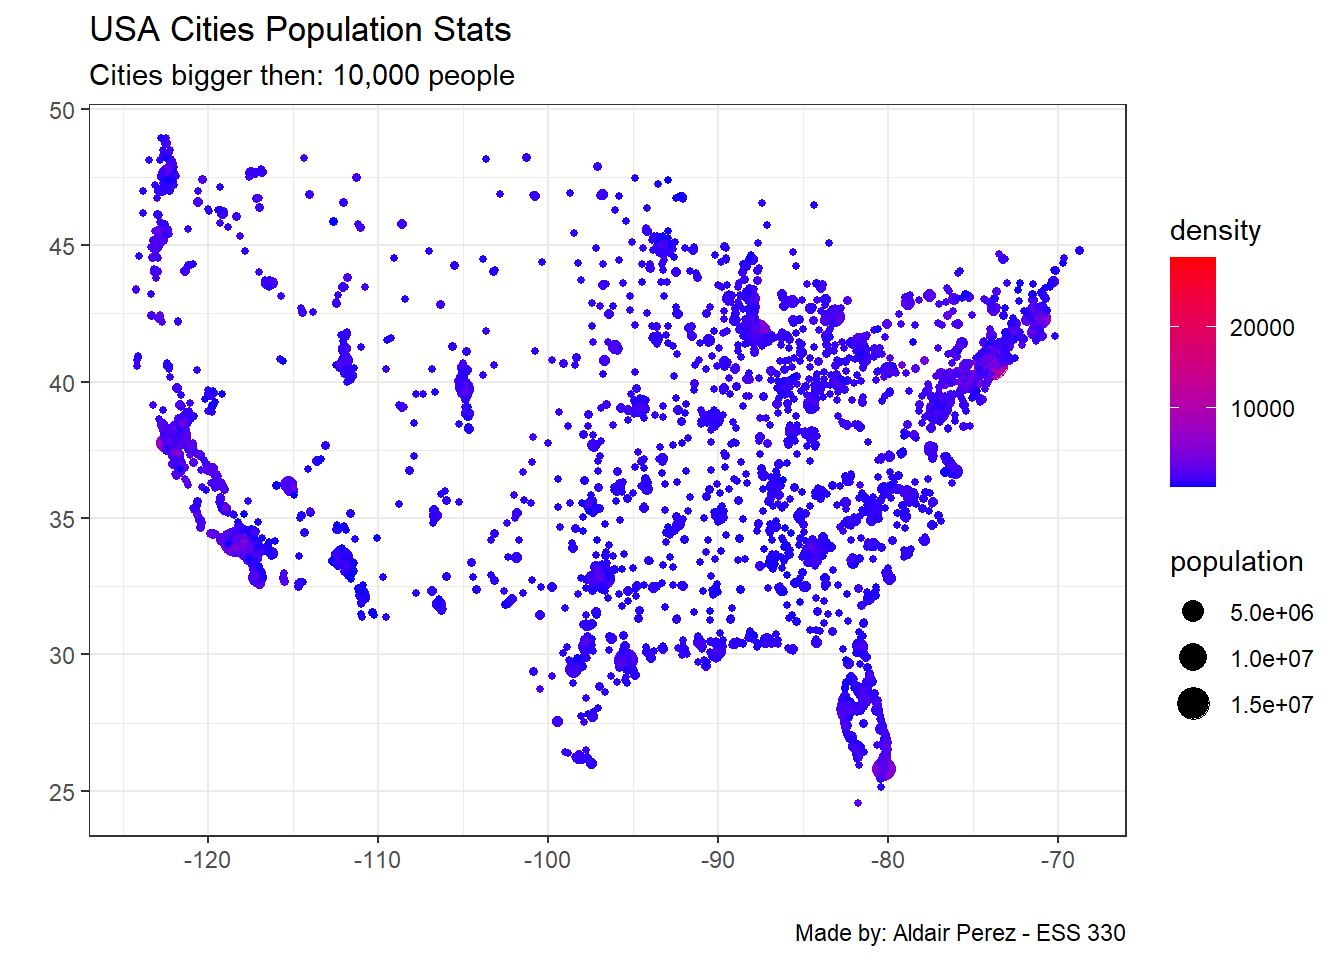 USA Cities Population Stats
Cities bigger then: 10,000 people
50
45
40
35
30
25
-120
-110
-100
-90
-80
-70
density
20000
10000
population
5.0e+06
1.0e+07
1.5e+07
Made by: Aldair Perez - ESS 330